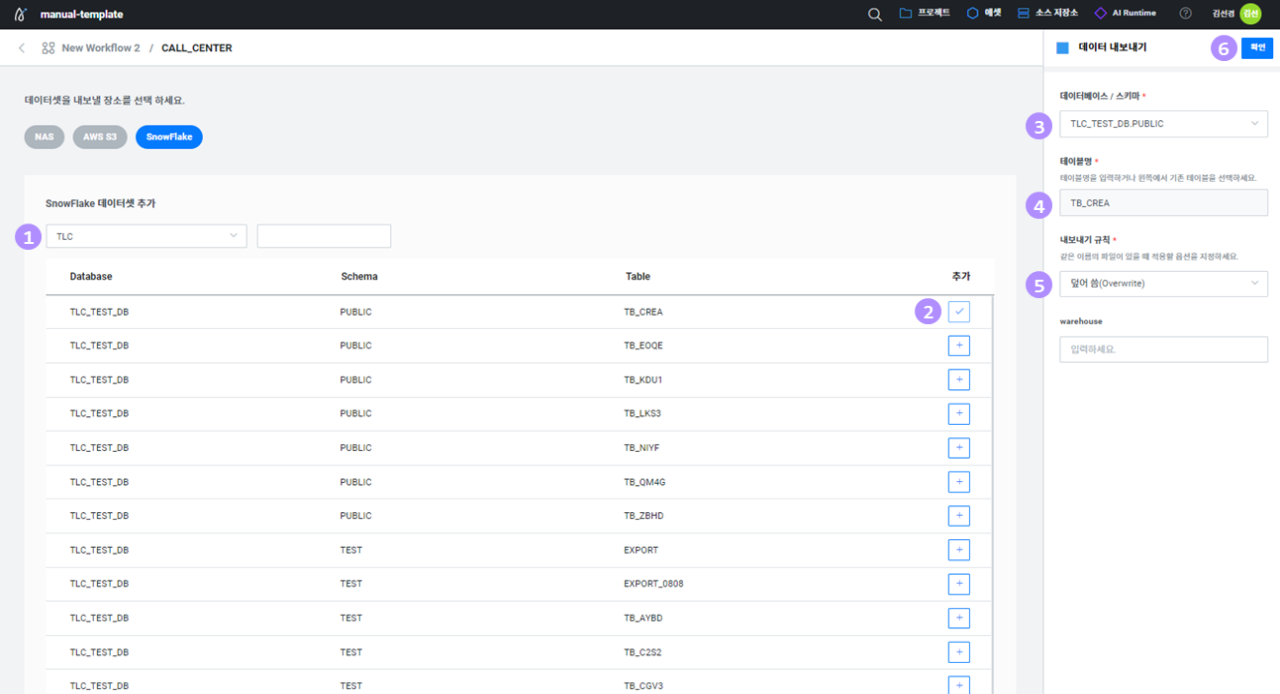 manual-template
프로젝트
에셋
소스 저장소
AI Runtime
김선경
김선
New Workflow 2 / CALL_CENTER
데이터 내보내기
6
확인
데이터셋을 내보낼 장소를 선택 하세요.
NAS
AWS S3
SnowFlake
SnowFlake 데이터셋 추가
1
TLC
Database Schema Table 추가
TLC_TEST_DB PUBLIC TB_CREA 2
TLC_TEST_DB PUBLIC TB_EOQE +
TLC_TEST_DB PUBLIC TB_KDU1 +
TLC_TEST_DB PUBLIC TB_LKS3 +
TLC_TEST_DB PUBLIC TB_NIYF +
TLC_TEST_DB PUBLIC TB_QM4G +
TLC_TEST_DB PUBLIC TB_ZBHD +
TLC_TEST_DB TEST EXPORT +
TLC_TEST_DB TEST EXPORT_0808 +
TLC_TEST_DB TEST TB_AYBD +
TLC_TEST_DB TEST TB_C2S2 +
TLC_TEST_DB TEST TB_CGV3 +
데이터베이스 / 스키마 *
3
TLC_TEST_DB.PUBLIC
테이블명 *
테이블명을 입력하거나 왼쪽에서 기존 테이블을 선택하세요.
4
TB_CREA
내보내기 규칙 *
같은 이름의 파일이 있을 때 적용할 옵션을 지정하세요.
5
덮어 씀(Overwrite)
warehouse
입력하세요.